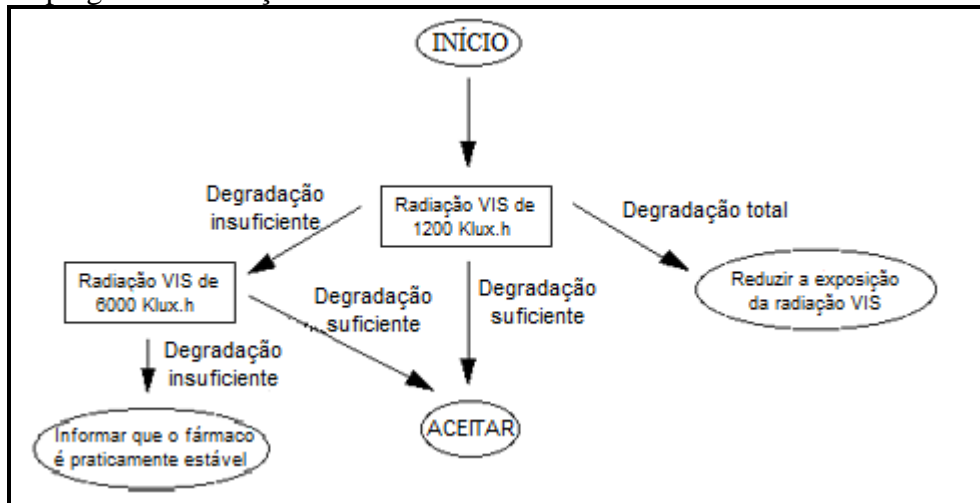 INÍCIO
Degradação
insuficiente
Radiação VIS de
1200 Klux.h
Degradação total
Radiação VIS de
6000 Klux.h
Degradação
suficiente
Degradação
suficiente
Reduzir a exposição
da radiação VIS
Degradação
insuficiente
Informar que o fármaco
é praticamente estável
ACEITAR